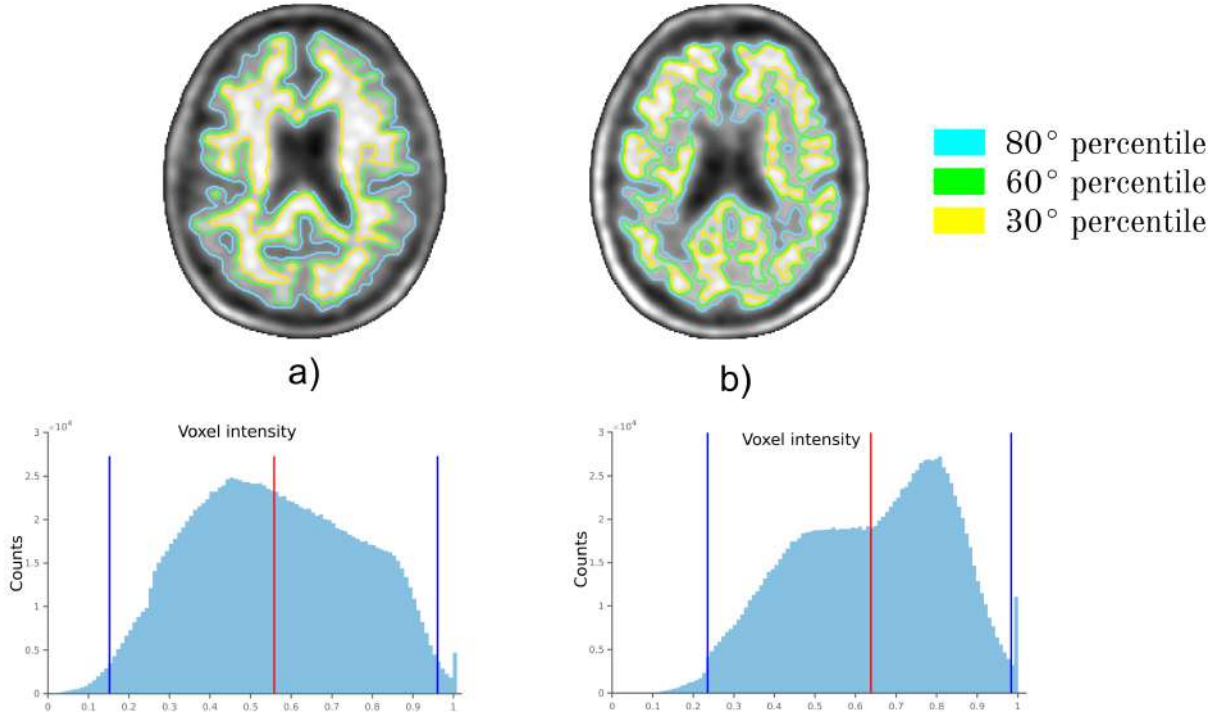 80° percentile
60° percentile
30° percentile
a)
b)
×10⁴
Voxel intensity
3
2.5
2
1.5
1
0.5
0
Counts
0 0.1 0.2 0.3 0.4 0.5 0.6 0.7 0.8 0.9 1
Voxel intensity
3
2.5
2
1.5
1
0.5
0
Counts
0 0.1 0.2 0.3 0.4 0.5 0.6 0.7 0.8 0.9 1